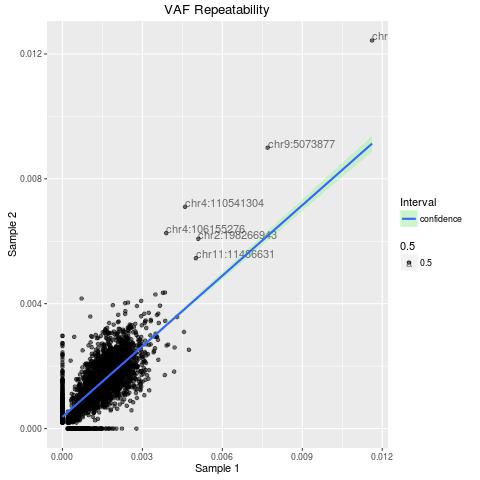 VAF Repeatability
chr
0.012
chr9:5073877
Interval
confidence
0.5
0.5
0.008
chr4:110541304
chr4:106155276
chr2:198266943
chr11:11486631
Sample 2
0.004
0.000
0.000
0.003
0.006
0.009
0.012
Sample 1